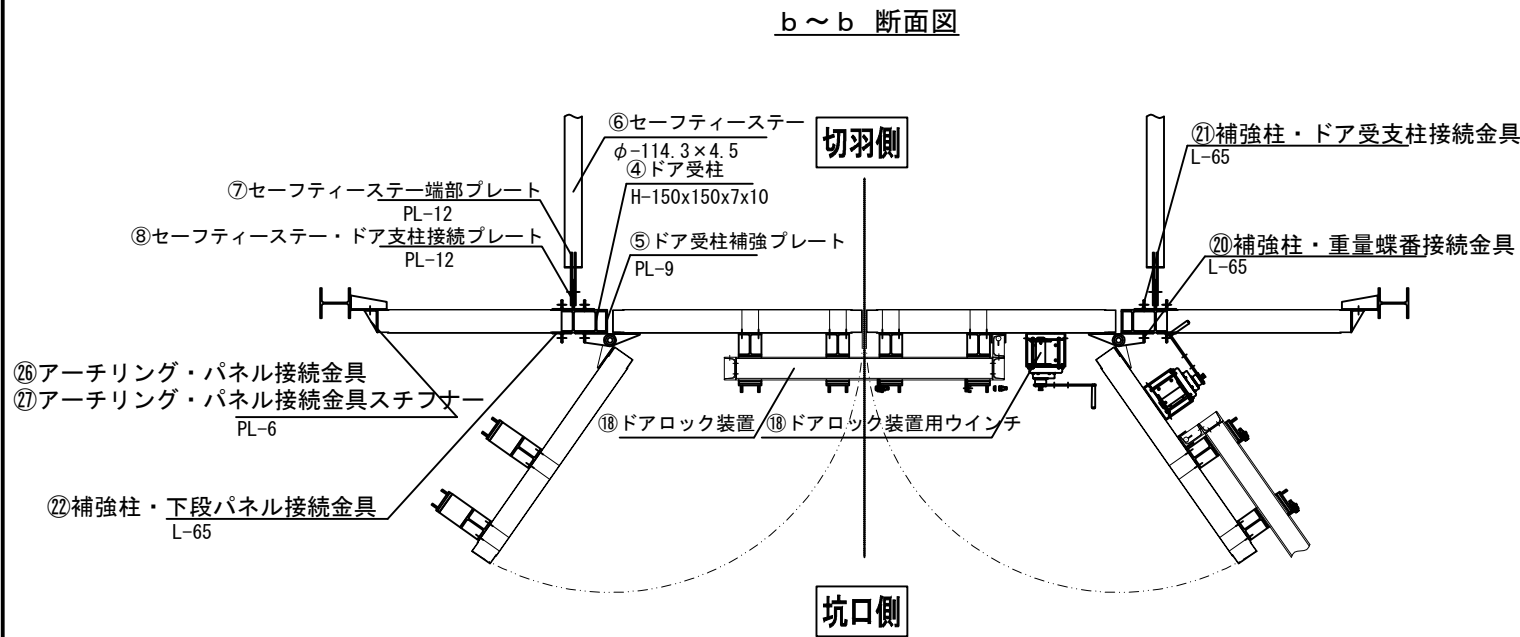 b～b 断面図
⑥セーフティーステー
φ-114.3×4.5
切羽側
㉑補強柱・ドア受支柱接続金具
L-65
④ドア受柱
H-150x150x7x10
⑦セーフティーステー端部プレート
PL-12
⑧セーフティーステー・ドア支柱接続プレート
PL-12
⑤ドア受柱補強プレート
PL-9
⑳補強柱・重量蝶番接続金具
L-65
㉖アーチリング・パネル接続金具
㉗アーチリング・パネル接続金具スチフナー
PL-6
⑱ドアロック装置
⑱ドアロック装置用ウインチ
㉒補強柱・下段パネル接続金具
L-65
坑口側